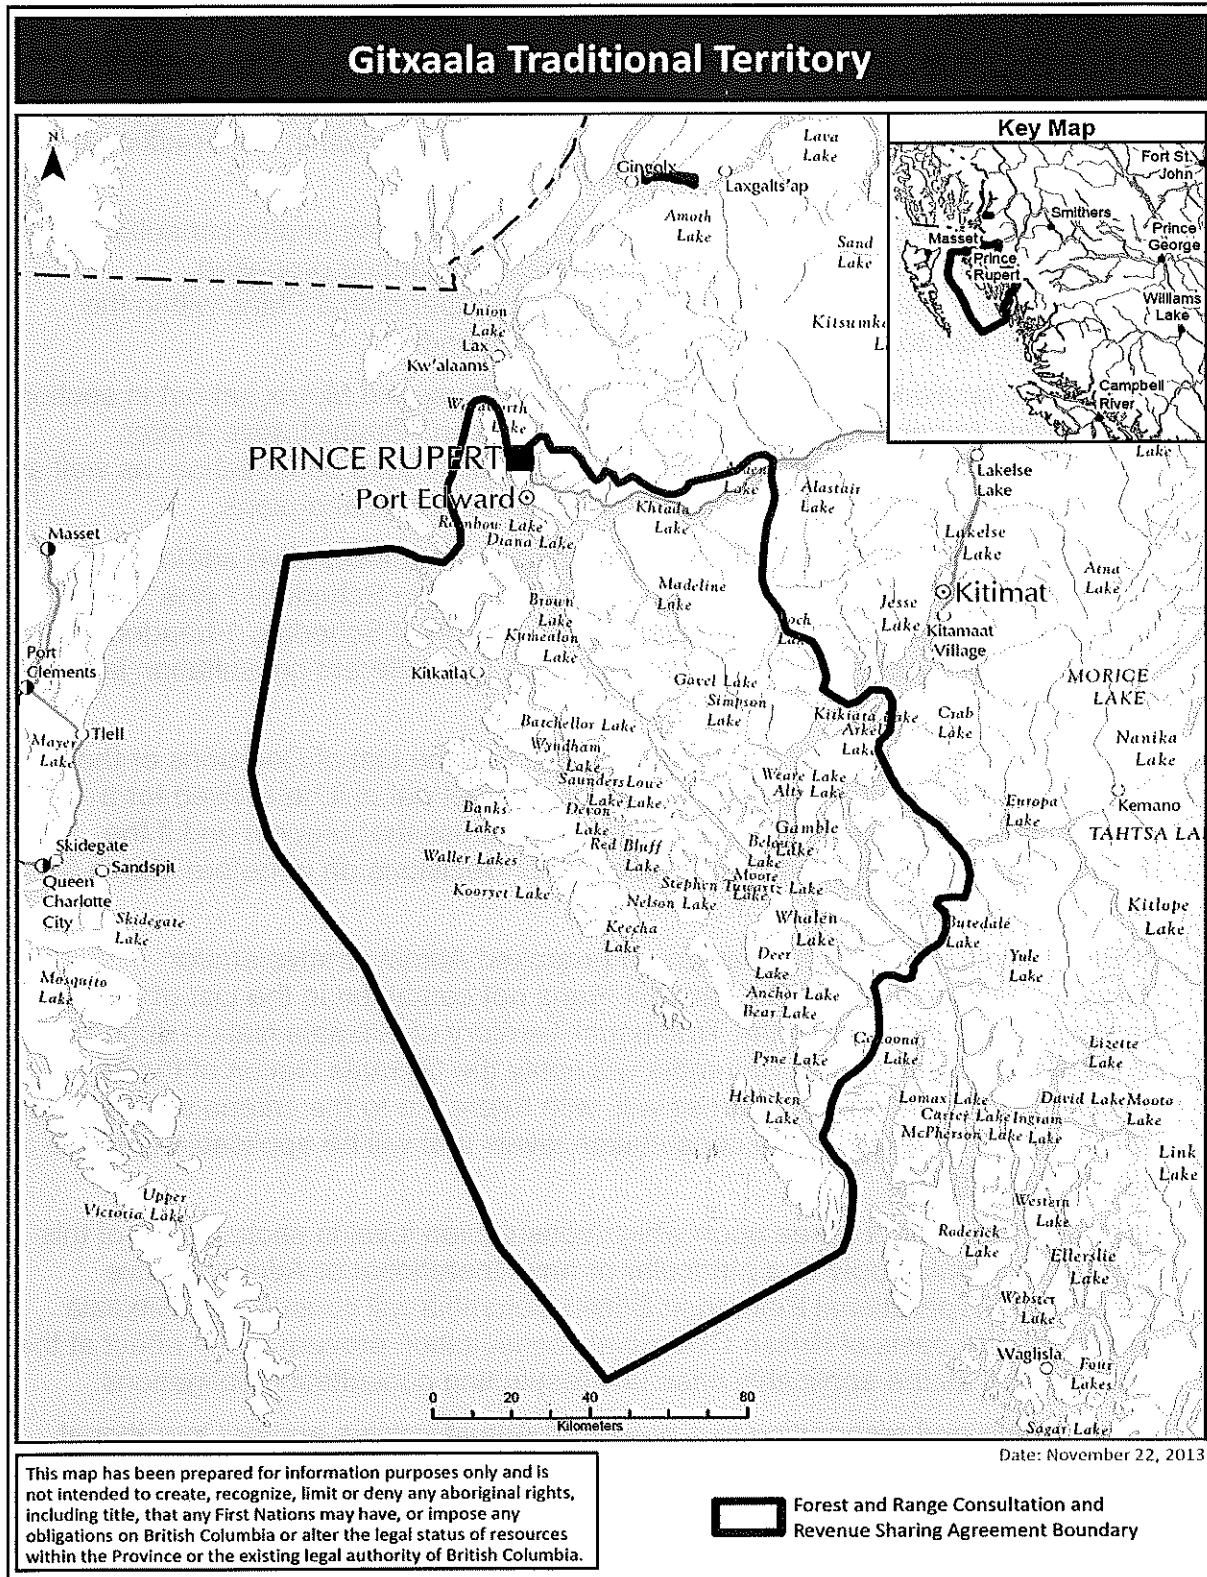 Gitxaala Traditional Territory
N
Key Map
Fort St.
John
Smithers
Masset
Prince
George
Prince
Rupert
Williams
Lake
Campbell
River
Lava
Lake
Gingolx
Laxgalts'ap
Amoth
Lake
Sand
Lake
Union
Lake
Lax
Kw'alaams
Lake
PRINCE RUPERT
Port Edward
Lake
Alastair
Lake
Lake
Lakelse
Lake
Khtada
Lake
Rainbow Lake
Diana Lake
Lakelse
Lake
Masset
Madeline
Lake
Atna
Lake
Kitimat
Jesse
Lake
Kitamaat
Village
Brown
Lake
Kumealon
Lake
Port
Clements
Kitkatla
Gavel Lake
Simpson
Lake
MORICE
LAKE
Kitkiata Lake
Arkel
Lake
Crab
Lake
Tlell
Mayer
Lake
Batchellor Lake
Wyndham
Lake
Nanika
Lake
Saunders
Lake
Lowe
Lake
Weare Lake
Alty Lake
Europa
Lake
Kemano
Banks
Lakes
Devon
Lake
Red Bluff
Lake
Gamble
Lake
Belowe
Lake
Skidegate
Sandspit
Queen
Charlotte
City
Waller Lakes
Moore
Lake
Stephen
Tuwartz Lake
Kooryet Lake
Nelson Lake
Skidegate
Lake
Keecha
Lake
Whalen
Lake
Butedale
Lake
Kitlope
Lake
Deer
Lake
Yule
Lake
Mosquito
Lake
Anchor Lake
Bear Lake
Pyne Lake
Lake
Lizette
Lake
Helmcken
Lake
Lomax Lake
Carter Lake
Ingram
Lake
McPherson Lake
David Lake
Mooto
Lake
Link
Lake
Upper
Victoria Lake
Western
Lake
Roderick
Lake
Ellerslie
Lake
Webster
Lake
Waglisla
Four
Lakes
Sagar Lake
0 20 40 80
Kilometers
Date: November 22, 2013
This map has been prepared for information purposes only and is
not intended to create, recognize, limit or deny any aboriginal rights,
including title, that any First Nations may have, or impose any
obligations on British Columbia or alter the legal status of resources
within the Province or the existing legal authority of British Columbia.
Forest and Range Consultation and
Revenue Sharing Agreement Boundary